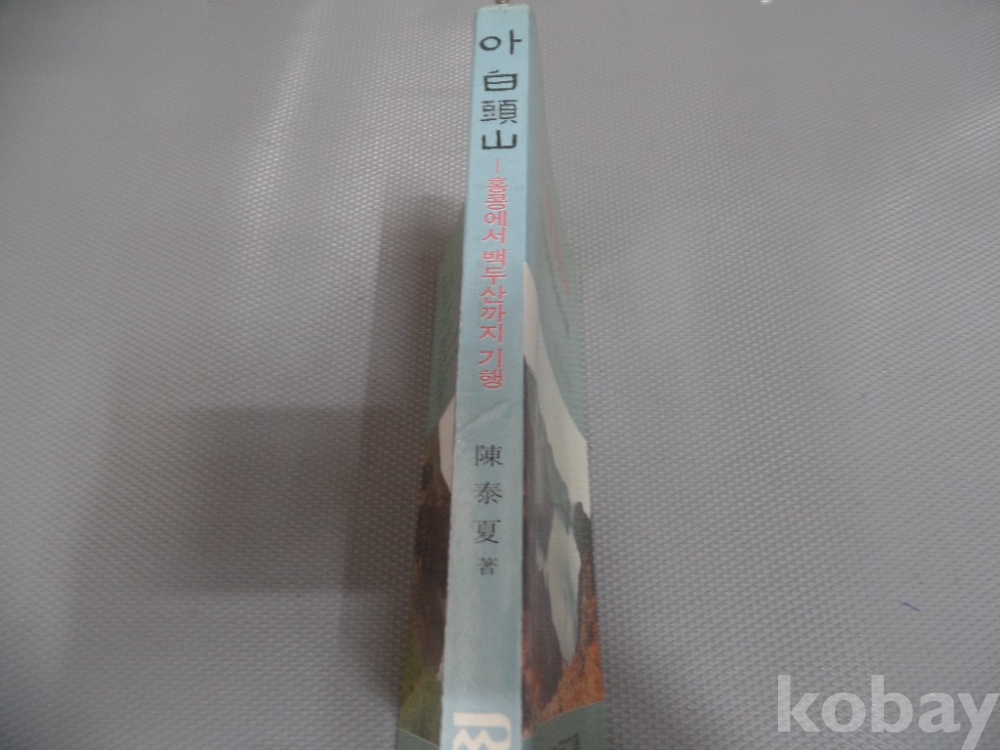 아 白頭山
－홍콩에서 백두산까지 기행
陳泰夏 著
kobay